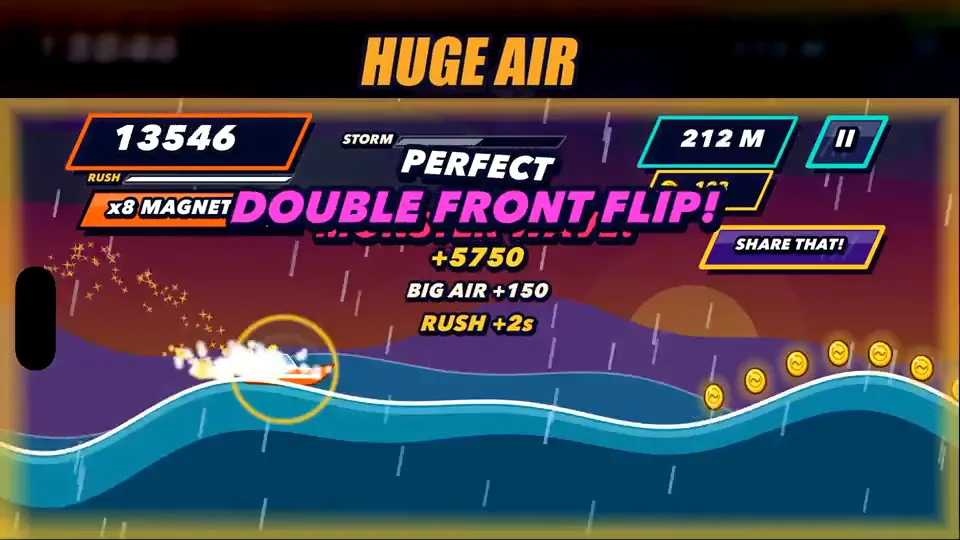 HUGE AIR
13546
STORM
212 M
RUSH
PERFECT
x8 MAGNET
DOUBLE FRONT FLIP!
SHARE THAT!
+5750
BIG AIR +150
RUSH +2s